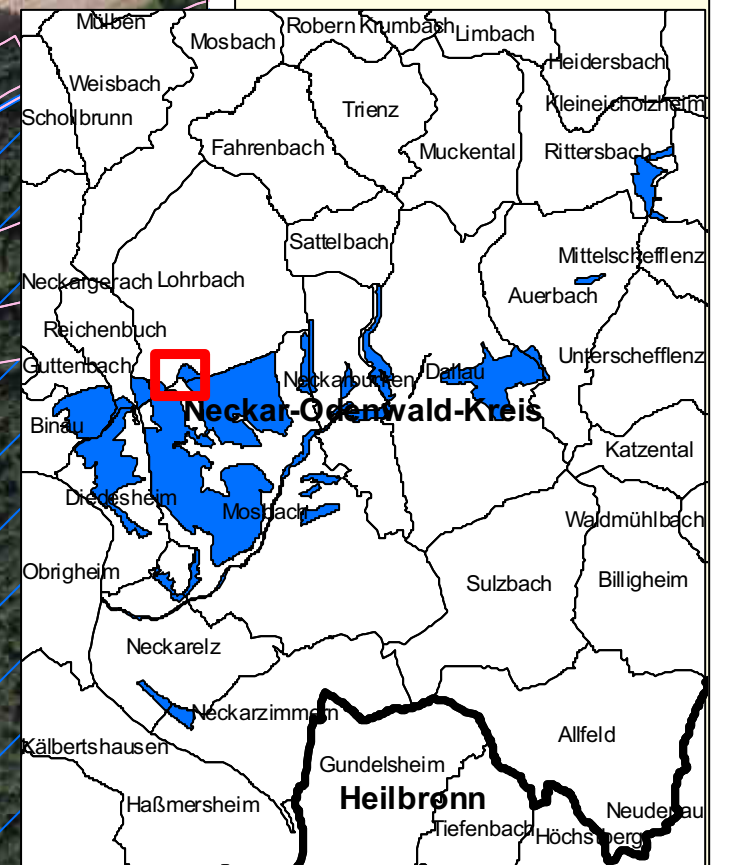 Mülben
Mosbach
Robern
Krumbach
Limbach
Heidersbach
Weisbach
Trienz
Kleineicholzheim
Schollbrunn
Fahrenbach
Muckental
Rittersbach
Sattelbach
Mittelschefflenz
Neckargerach
Lohrbach
Auerbach
Reichenbuch
Unterschefflenz
Guttenbach
Neckarburken
Dallau
Neckar-Odenwald-Kreis
Binau
Katzental
Diedesheim
Mosbach
Waldmühlbach
Obrigheim
Sulzbach
Billigheim
Neckarelz
Neckarzimmern
Allfeld
Kälbertshausen
Gundelsheim
Heilbronn
Haßmersheim
Neudenau
Tiefenbach
Höchstberg